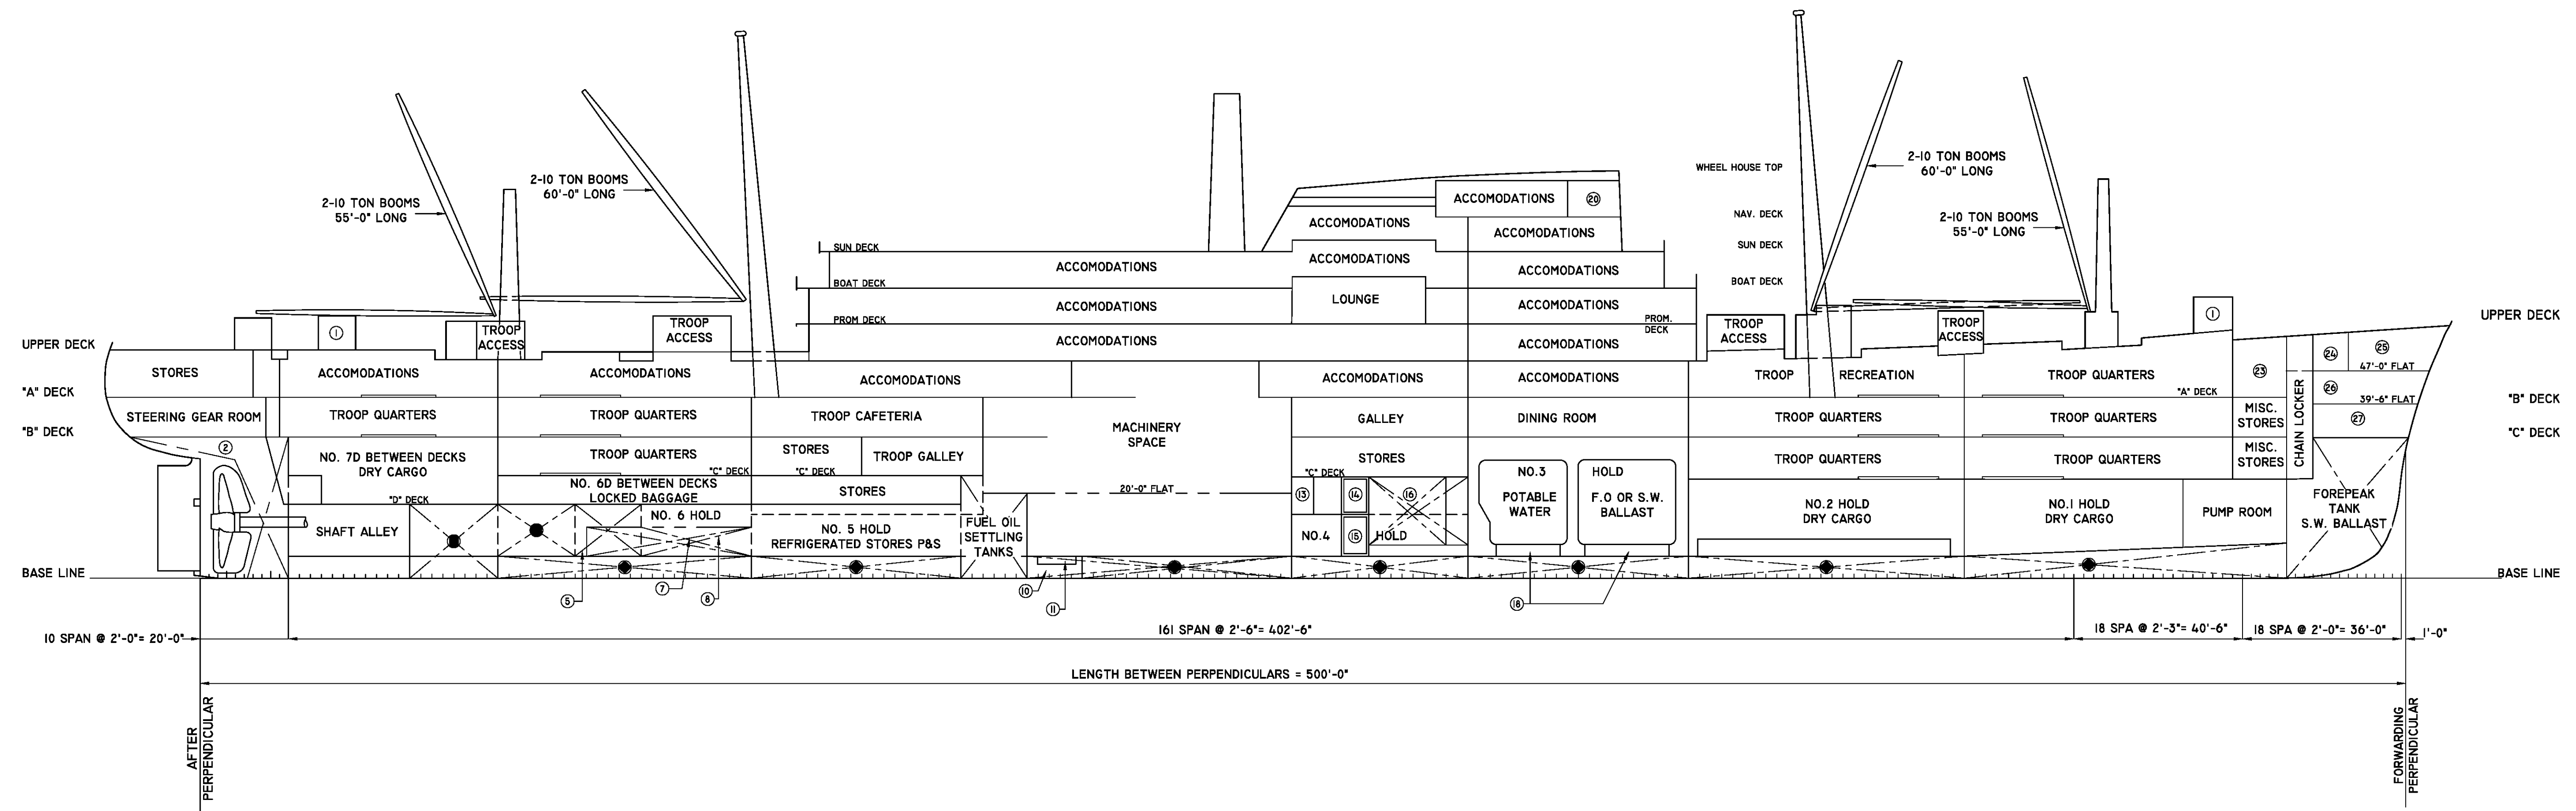 2-10 TON BOOMS
55'-0" LONG
2-10 TON BOOMS
60'-0" LONG
2-10 TON BOOMS
60'-0" LONG
2-10 TON BOOMS
55'-0" LONG
WHEEL HOUSE TOP
NAV. DECK
SUN DECK
BOAT DECK
ACCOMODATIONS
20
ACCOMODATIONS
ACCOMODATIONS
SUN DECK
ACCOMODATIONS
ACCOMODATIONS
ACCOMODATIONS
BOAT DECK
ACCOMODATIONS
LOUNGE
ACCOMODATIONS
PROM DECK
PROM.
DECK
ACCOMODATIONS
ACCOMODATIONS
1
TROOP
ACCESS
TROOP
ACCESS
TROOP
ACCESS
TROOP
ACCESS
1
UPPER DECK
UPPER DECK
STORES
ACCOMODATIONS
ACCOMODATIONS
ACCOMODATIONS
ACCOMODATIONS
ACCOMODATIONS
TROOP RECREATION
TROOP QUARTERS
"A" DECK
23
24
25
47'-0" FLAT
26
39'-6" FLAT
27
"A" DECK
"B" DECK
STEERING GEAR ROOM
TROOP QUARTERS
TROOP QUARTERS
TROOP CAFETERIA
MACHINERY
SPACE
GALLEY
DINING ROOM
TROOP QUARTERS
TROOP QUARTERS
MISC.
STORES
CHAIN LOCKER
"B" DECK
"C" DECK
2
NO. 7D BETWEEN DECKS
DRY CARGO
TROOP QUARTERS
"C" DECK
STORES
"C" DECK
TROOP GALLEY
STORES
"C" DECK
TROOP QUARTERS
TROOP QUARTERS
MISC.
STORES
"D" DECK
NO. 6D BETWEEN DECKS
LOCKED BAGGAGE
STORES
20'-0" FLAT
13
14
16
NO.3 HOLD
POTABLE
WATER
F.O OR S.W.
BALLAST
NO.2 HOLD
DRY CARGO
NO.1 HOLD
DRY CARGO
PUMP ROOM
FOREPEAK
TANK
S.W. BALLAST
SHAFT ALLEY
NO. 6 HOLD
NO. 5 HOLD
REFRIGERATED STORES P&S
FUEL OIL
SETTLING
TANKS
NO.4 HOLD
15
BASE LINE
BASE LINE
5
7
8
10
11
18
10 SPAN @ 2'-0"= 20'-0"
161 SPAN @ 2'-6"= 402'-6"
18 SPA @ 2'-3"= 40'-6"
18 SPA @ 2'-0"= 36'-0"
1'-0"
LENGTH BETWEEN PERPENDICULARS = 500'-0"
AFTER
PERPENDICULAR
FORWARDING
PERPENDICULAR